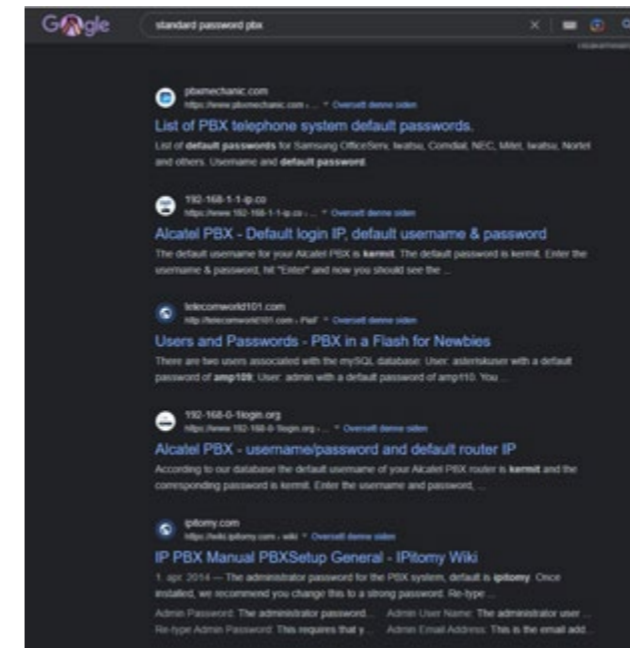 Google
standard password pbx
pbxmechanic.com
https://www.pbxmechanic.com › ... Oversett denne siden
List of PBX telephone system default passwords.
List of default passwords for Samsung OfficeServ, Iwatsu, Comdial, NEC, Mitel, Iwatsu, Nortel
and others. Username and default password.
192-168-1-1-ip.co
https://www.192-168-1-1-ip.co › ... Oversett denne siden
Alcatel PBX - Default login IP, default username & password
The default username for your Alcatel PBX is kermit. The default password is kermit. Enter the
username & password, hit "Enter" and now you should see the ...
telecomworld101.com
http://telecomworld101.com › PiaF Oversett denne siden
Users and Passwords - PBX in a Flash for Newbies
There are two users associated with the mySQL database: User: asteriskuser with a default
password of amp109; User: admin with a default password of amp110. You ...
192-168-0-1login.org
https://www.192-168-0-1login.org › ... Oversett denne siden
Alcatel PBX - username/password and default router IP
According to our database the default username of your Alcatel PBX router is kermit and the
corresponding password is kermit. Enter the username and password, ...
ipitomy.com
https://wiki.ipitomy.com › wiki Oversett denne siden
IP PBX Manual PBXSetup General - IPitomy Wiki
1. apr. 2014 — The administrator password for the PBX system, default is ipitomy. Once
installed, we recommend you change this to a strong password. Re-type ...
Admin Password: The administrator password... Admin User Name: The administrator user ...
Re-type Admin Password: This requires that y... Admin Email Address: This is the email add...